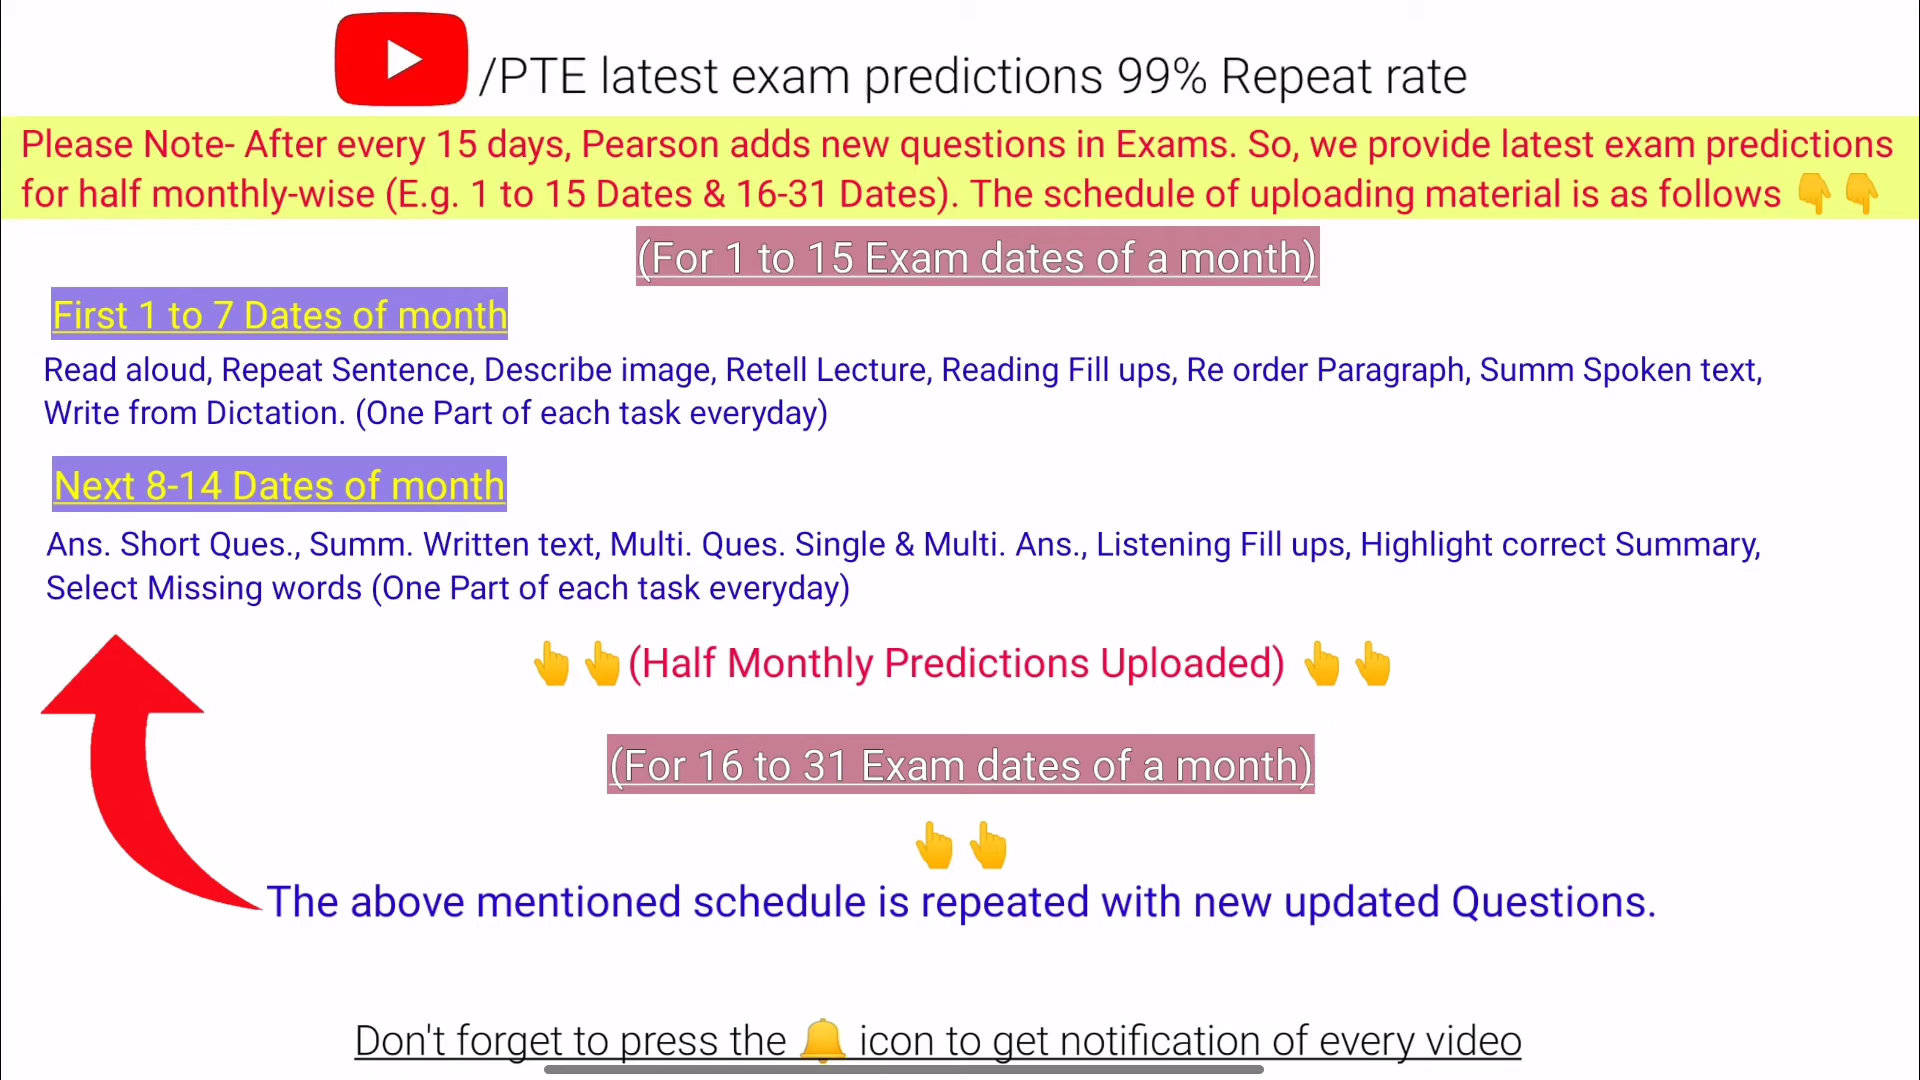 /PTE latest exam predictions 99% Repeat rate
Please Note- After every 15 days, Pearson adds new questions in Exams. So, we provide latest exam predictions
for half monthly-wise (E.g. 1 to 15 Dates & 16-31 Dates). The schedule of uploading material is as follows 👇👇
(For 1 to 15 Exam dates of a month)
First 1 to 7 Dates of month
Read aloud, Repeat Sentence, Describe image, Retell Lecture, Reading Fill ups, Re order Paragraph, Summ Spoken text,
Write from Dictation. (One Part of each task everyday)
Next 8-14 Dates of month
Ans. Short Ques., Summ. Written text, Multi. Ques. Single & Multi. Ans., Listening Fill ups, Highlight correct Summary,
Select Missing words (One Part of each task everyday)
👆👆(Half Monthly Predictions Uploaded) 👆👆
(For 16 to 31 Exam dates of a month)
👆👆
The above mentioned schedule is repeated with new updated Questions.
Don't forget to press the 🔔 icon to get notification of every video